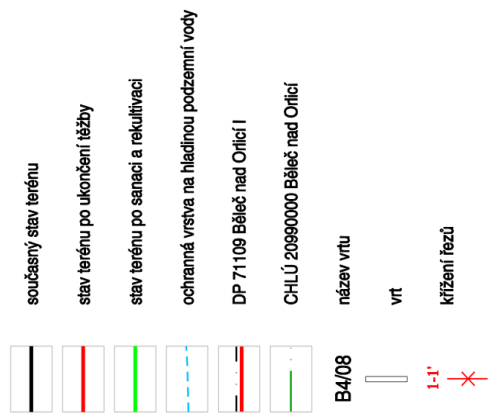 současný stav terénu
stav terénu po ukončení těžby
stav terénu po sanaci a rekultivaci
ochranná vrstva na hladinou podzemní vody
DP 71109 Běleč nad Orlicí I
CHLÚ 20990000 Běleč nad Orlicí
B4/08 název vrtu
vrt
1-1' křížení řezů